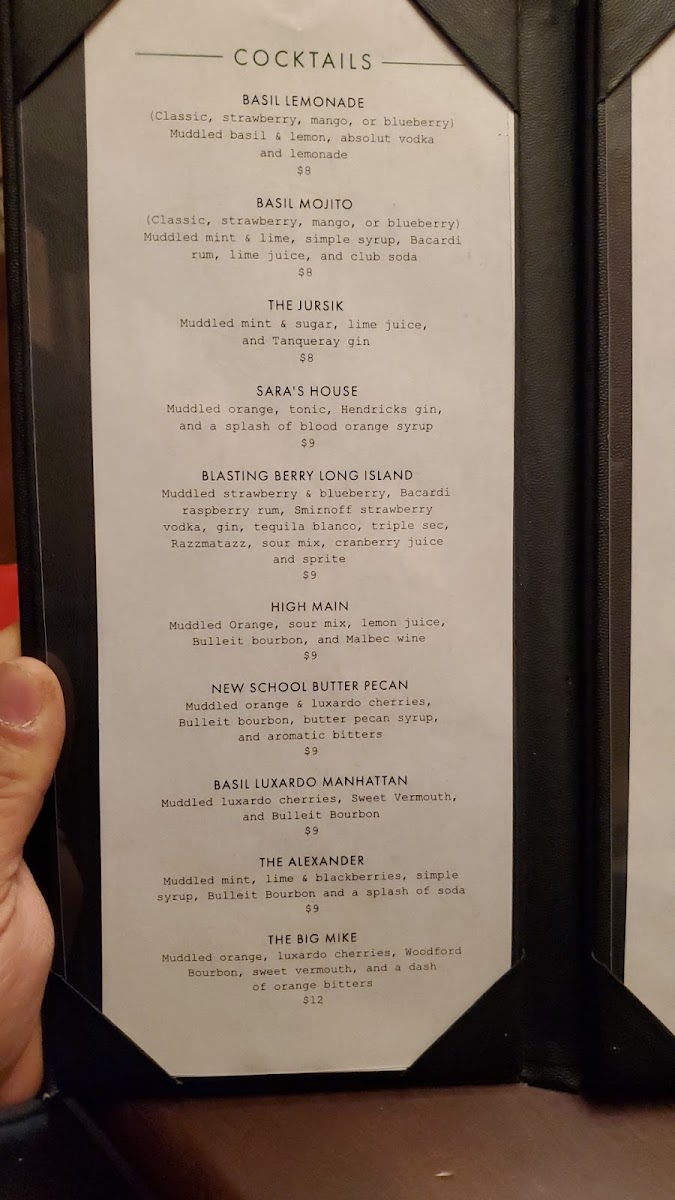 COCKTAILS
BASIL LEMONADE
(Classic, strawberry, mango, or blueberry)
Muddled basil & lemon, absolut vodka
and lemonade
$8
BASIL MOJITO
(Classic, strawberry, mango, or blueberry)
Muddled mint & lime, simple syrup, Bacardi
rum, lime juice, and club soda
$8
THE JURSIK
Muddled mint & sugar, lime juice,
and Tanqueray gin
$8
SARA'S HOUSE
Muddled orange, tonic, Hendricks gin,
and a splash of blood orange syrup
$9
BLASTING BERRY LONG ISLAND
Muddled strawberry & blueberry, Bacardi
raspberry rum, Smirnoff strawberry
vodka, gin, tequila blanco, triple sec,
Razzmatazz, sour mix, cranberry juice
and sprite
$9
HIGH MAIN
Muddled Orange, sour mix, lemon juice,
Bulleit bourbon, and Malbec wine
$9
NEW SCHOOL BUTTER PECAN
Muddled orange & luxardo cherries,
Bulleit bourbon, butter pecan syrup,
and aromatic bitters
$9
BASIL LUXARDO MANHATTAN
Muddled luxardo cherries, Sweet Vermouth,
and Bulleit Bourbon
$9
THE ALEXANDER
Muddled mint, lime & blackberries, simple
syrup, Bulleit Bourbon and a splash of soda
$9
THE BIG MIKE
Muddled orange, luxardo cherries, Woodford
Bourbon, sweet vermouth, and a dash
of orange bitters
$12